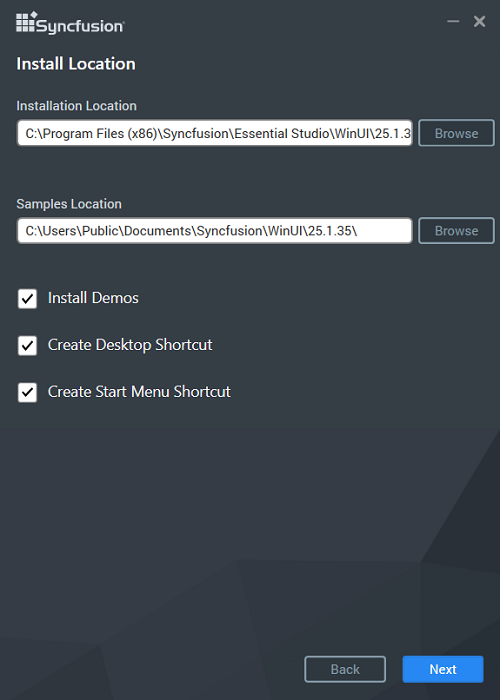 Syncfusion
Install Location
Installation Location
C:\Program Files (x86)\Syncfusion\Essential Studio\WinUI\25.1.3
Browse
Samples Location
C:\Users\Public\Documents\Syncfusion\WinUI\25.1.35\
Browse
Install Demos
Create Desktop Shortcut
Create Start Menu Shortcut
Back
Next